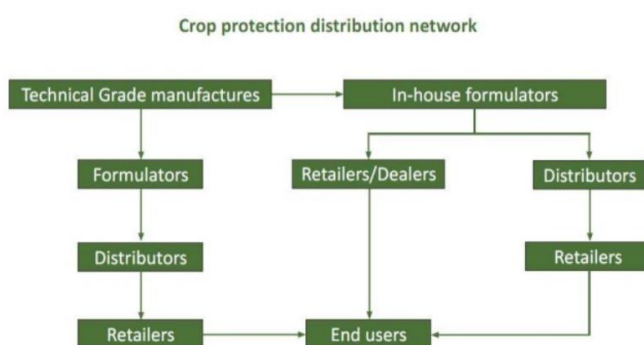 Crop protection distribution network
Technical Grade manufactures
In-house formulators
Formulators
Retailers/Dealers
Distributors
Distributors
Retailers
Retailers
End users